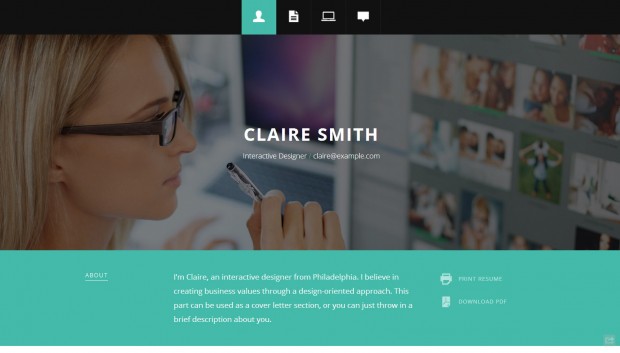 CLAIRE SMITH
Interactive Designer / claire@example.com
ABOUT
I'm Claire, an interactive designer from Philadelphia. I believe in
creating business values through a design-oriented approach. This
part can be used as a cover letter section, or you can just throw in a
brief description about you.
PRINT RESUME
DOWNLOAD PDF